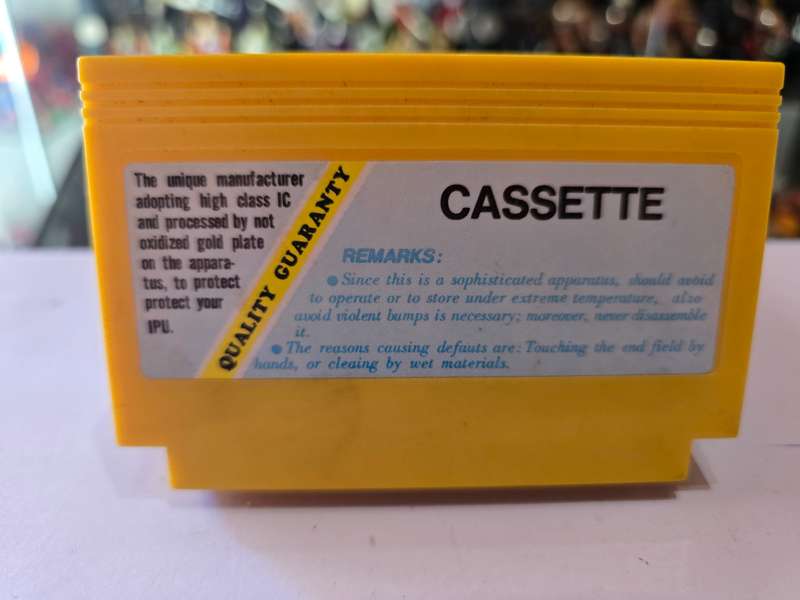 The unique manufacturer
adopting high class IC
and processed by not
oxidized gold plate
on the appara-
tus, to protect
protect your
IPU.
QUALITY GUARANTY
CASSETTE
REMARKS:
● Since this is a sophisticated apparatus, should avoid
to operate or to store under extreme temperature, also
avoid violent bumps is necessary; moreover, never disassemble
it.
● The reasons causing defauts are: Touching the end field by
hands, or cleaing by wet materials.